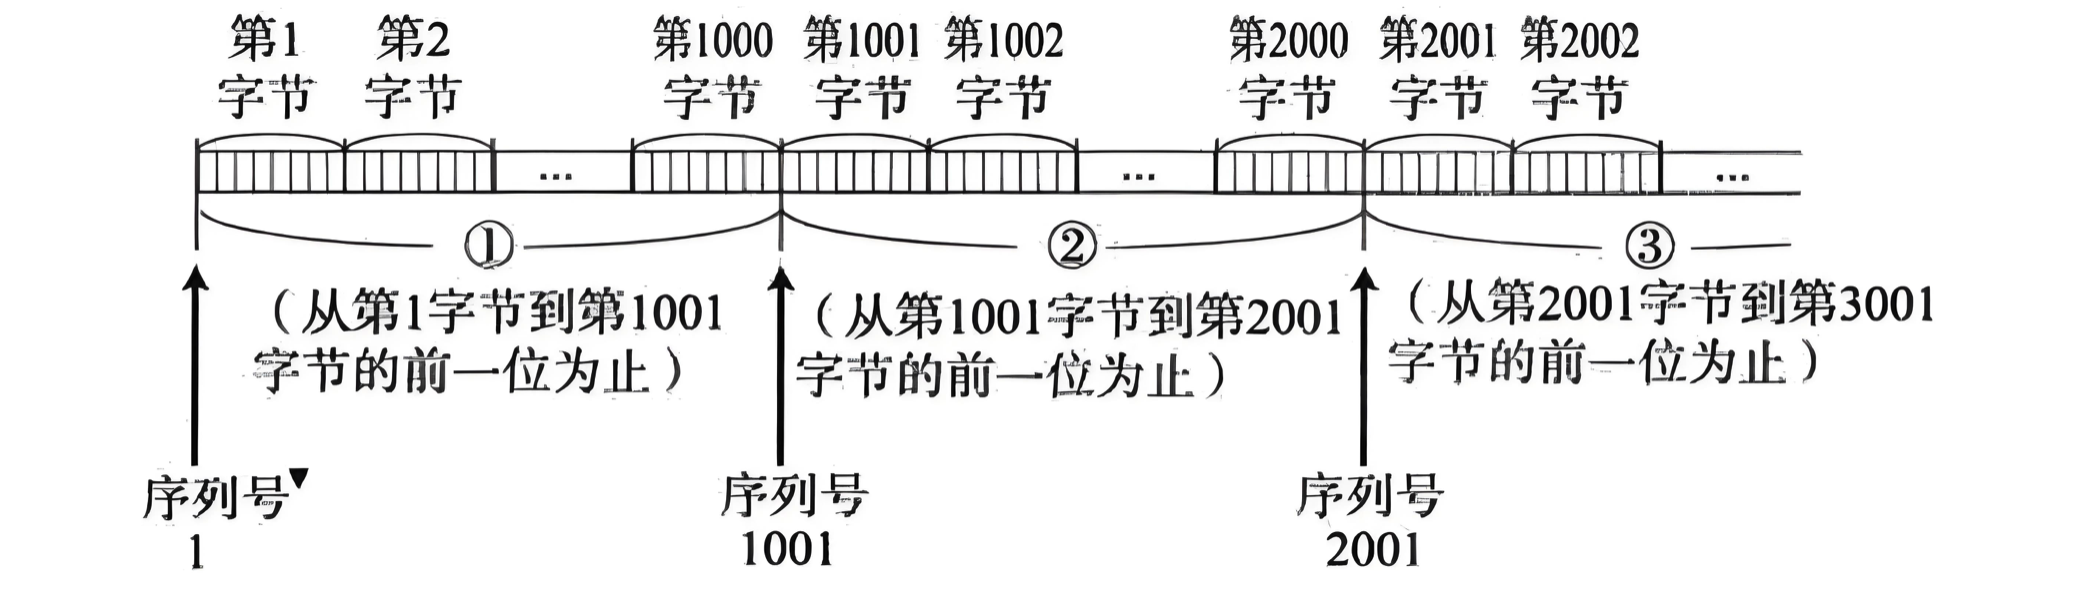 第1 第2 第1000 第1001 第1002 第2000 第2001 第2002
字节 字节 字节 字节 字节 字节 字节 字节
... ... ...
① ② ③
(从第1字节到第1001
字节的前一位为止)
(从第1001字节到第2001
字节的前一位为止)
(从第2001字节到第3001
字节的前一位为止)
序列号▼ 序列号 序列号
1 1001 2001